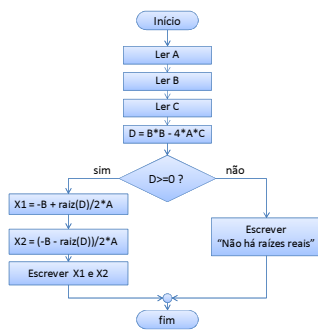 Início
Ler A
Ler B
Ler C
D = B*B - 4*A*C
D>=0 ?
sim
não
X1 = -B + raiz(D)/2*A
X2 = (-B - raiz(D))/2*A
Escrever X1 e X2
Escrever
“Não há raízes reais”
fim